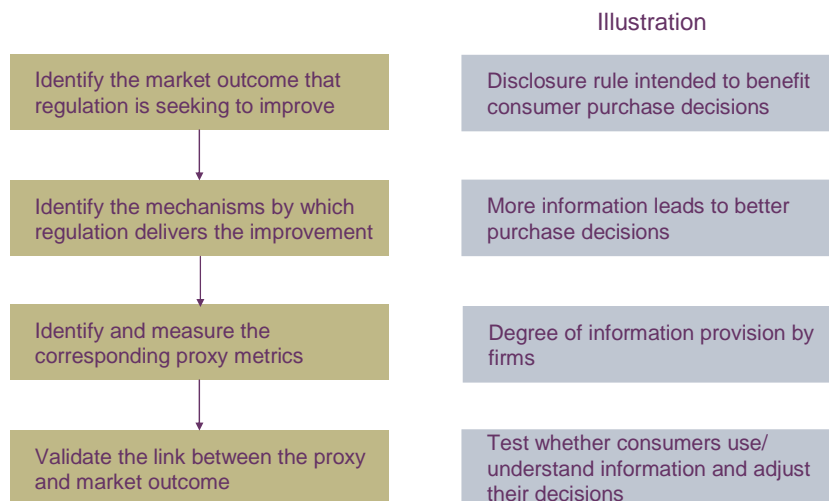 Illustration
Identify the market outcome that
regulation is seeking to improve
Disclosure rule intended to benefit
consumer purchase decisions
Identify the mechanisms by which
regulation delivers the improvement
More information leads to better
purchase decisions
Identify and measure the
corresponding proxy metrics
Degree of information provision by
firms
Validate the link between the proxy
and market outcome
Test whether consumers use/
understand information and adjust
their decisions